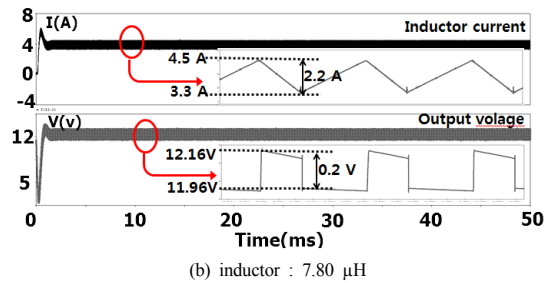 8
I(A)
Inductor current
4
4.5 A
2.2 A
0
3.3 A
-4
V(v)
Output volage
12
12.16V
0.2 V
11.96V
5
0
10
20
30
40
50
Time(ms)
(b) inductor : 7.80 µH